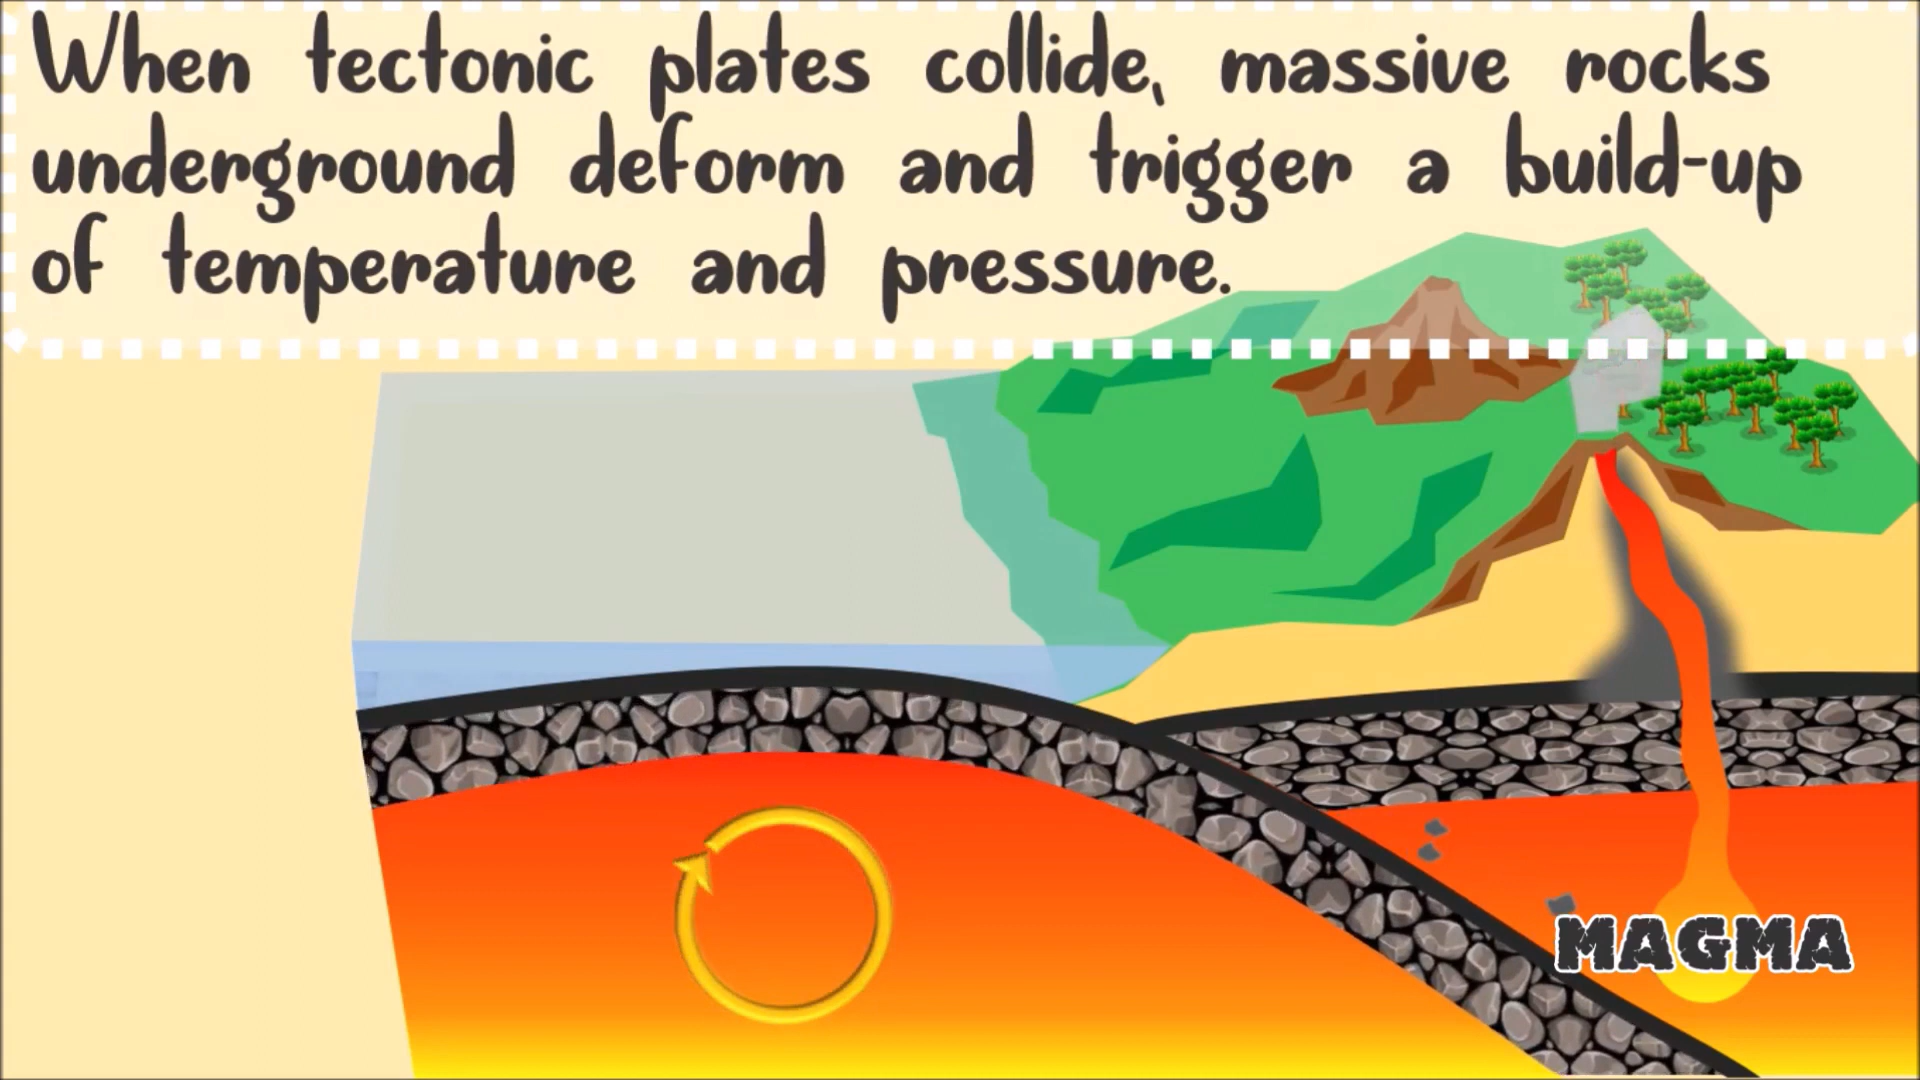 When tectonic plates collide, massive rocks
underground deform and trigger a build-up
of temperature and pressure.
MAGMA